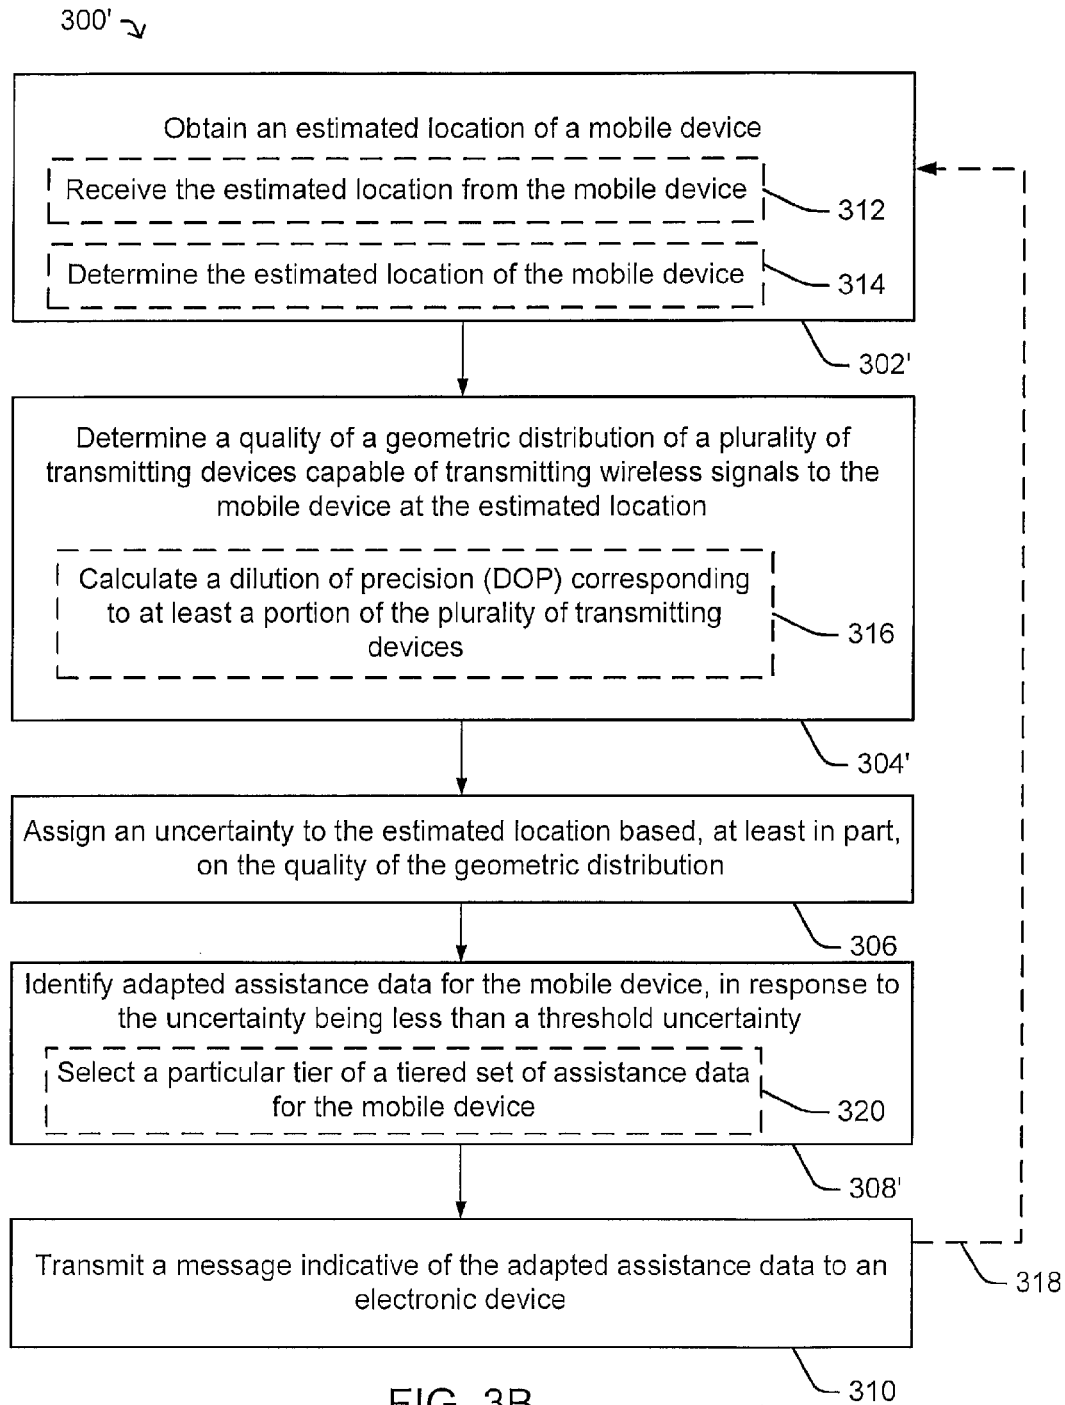 300'
Obtain an estimated location of a mobile device
Receive the estimated location from the mobile device
312
Determine the estimated location of the mobile device
314
302'
Determine a quality of a geometric distribution of a plurality of
transmitting devices capable of transmitting wireless signals to the
mobile device at the estimated location
Calculate a dilution of precision (DOP) corresponding
to at least a portion of the plurality of transmitting
devices
316
304'
Assign an uncertainty to the estimated location based, at least in part,
on the quality of the geometric distribution
306
Identify adapted assistance data for the mobile device, in response to
the uncertainty being less than a threshold uncertainty
Select a particular tier of a tiered set of assistance data
for the mobile device
320
308'
Transmit a message indicative of the adapted assistance data to an
electronic device
318
310
FIG. 3B